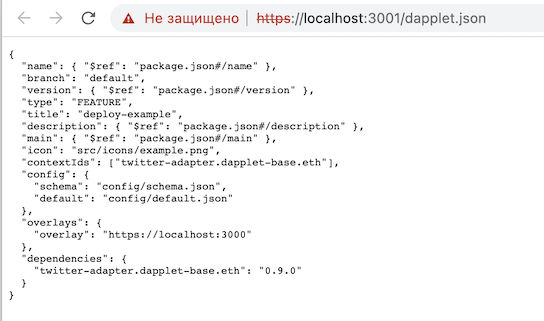 Не защищено https://localhost:3001/dapplet.json
{
  "name": { "$ref": "package.json#/name" },
  "branch": "default",
  "version": { "$ref": "package.json#/version" },
  "type": "FEATURE",
  "title": "deploy-example",
  "description": { "$ref": "package.json#/description" },
  "main": { "$ref": "package.json#/main" },
  "icon": "src/icons/example.png",
  "contextIds": ["twitter-adapter.dapplet-base.eth"],
  "config": {
    "schema": "config/schema.json",
    "default": "config/default.json"
  },
  "overlays": {
    "overlay": "https://localhost:3000"
  },
  "dependencies": {
    "twitter-adapter.dapplet-base.eth": "0.9.0"
  }
}